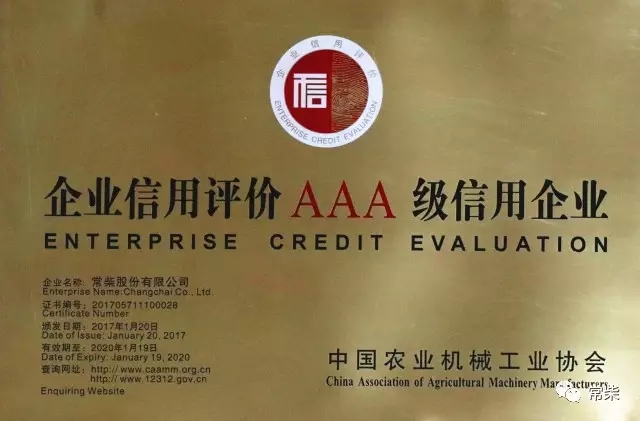 企业信用评价
信
ENTERPRISE CREDIT EVALUATION
企业信用评价 AAA 级信用企业
ENTERPRISE CREDIT EVALUATION
企业名称: 常柴股份有限公司
Enterprise Name:Changchai Co., Ltd.
证书编号: 201705711100028
Certificate Number
颁发日期: 2017年1月20日
Date of Issue: January 20, 2017
有效期至: 2020年1月19日
Date of Expiry: January 19, 2020
查询网址: http://www.caamm.org.cn
http://www.12312.gov.cn
Enquiring Website
中国农业机械工业协会
China Association of Agricultural Machinery Manufacturers
常柴